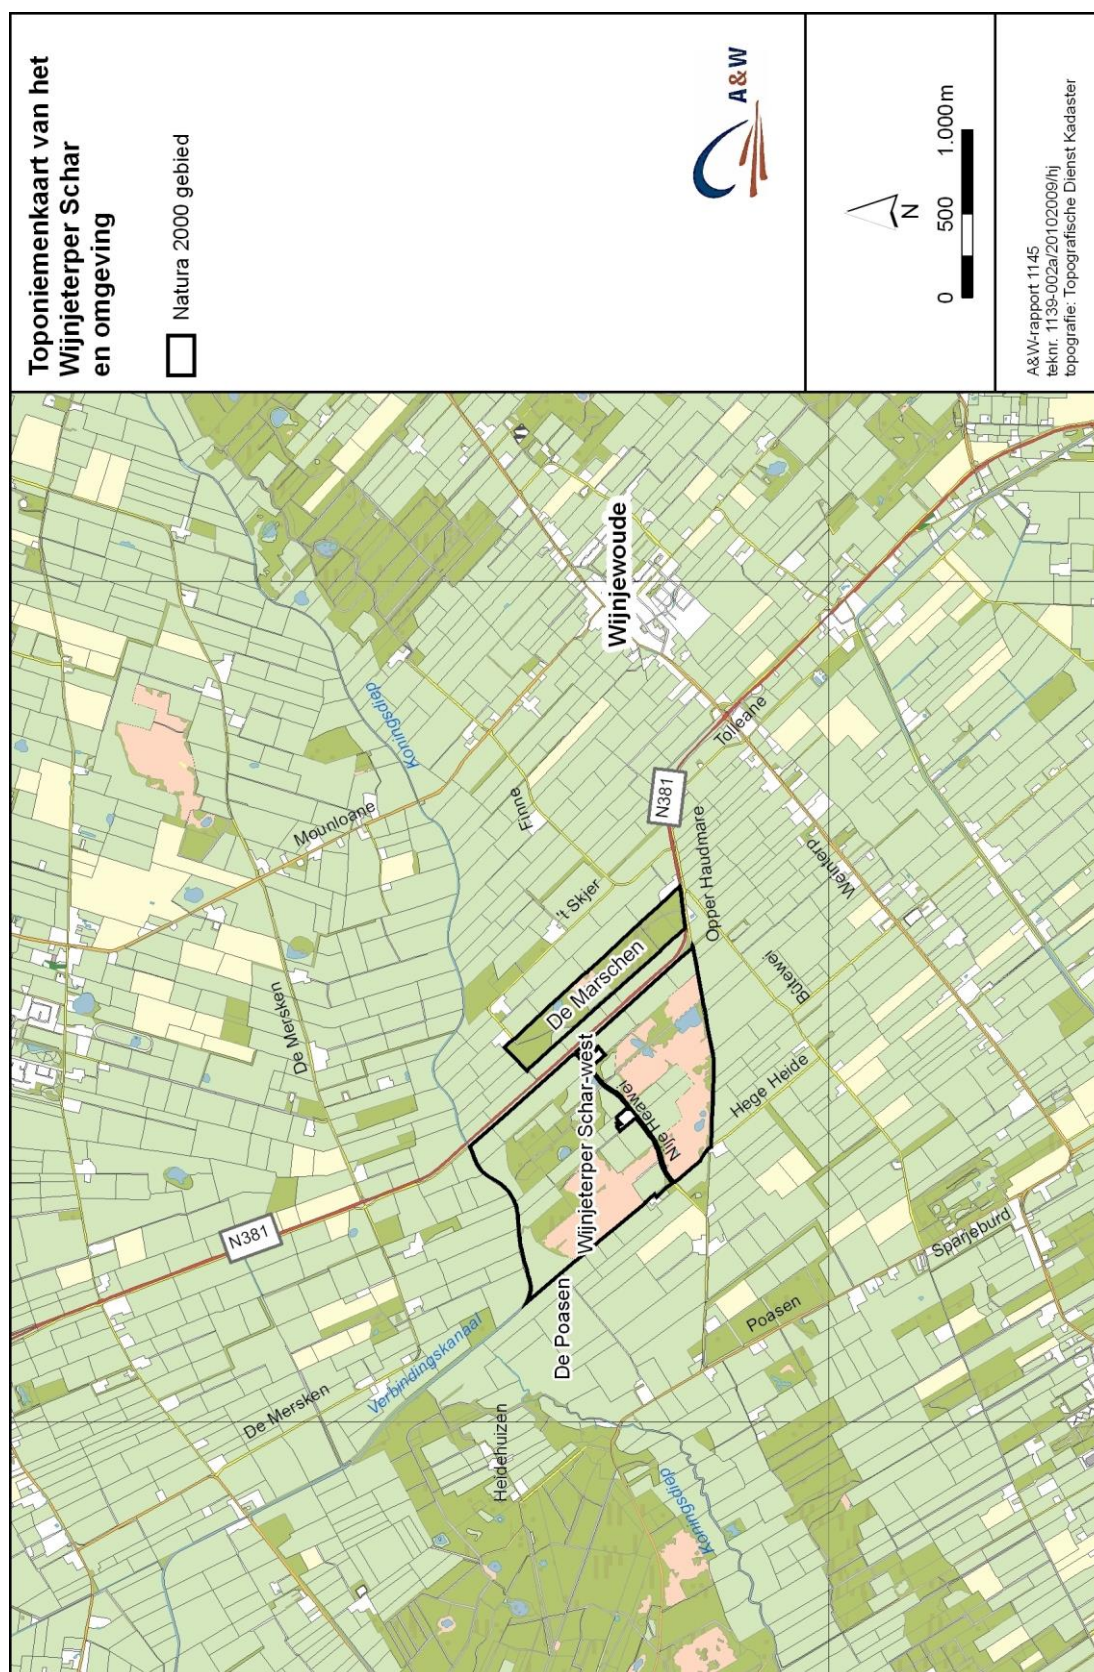 Toponiemenkaart van het
Wijnjeterper Schar
en omgeving
Natura 2000 gebied
A&W
N
0 500 1.000 m
A&W-rapport 1145
teknr. 1139-002a/20102009/hj
topografie: Topografische Dienst Kadaster
De Mersken
Mounloane
Koningsdiep
N381
De Mersken
Verbindingskanaal
Finne
't Skjer
Wijnjewoude
De Marschen
N381
Tolleane
Heidehuizen
De Poasen
Wijnjeterper Schar-west
Nije Heawei
Opper Haudmare
Koningsdiep
Poasen
Hege Heide
Bûtewei
Weinterp
Sparjeburd